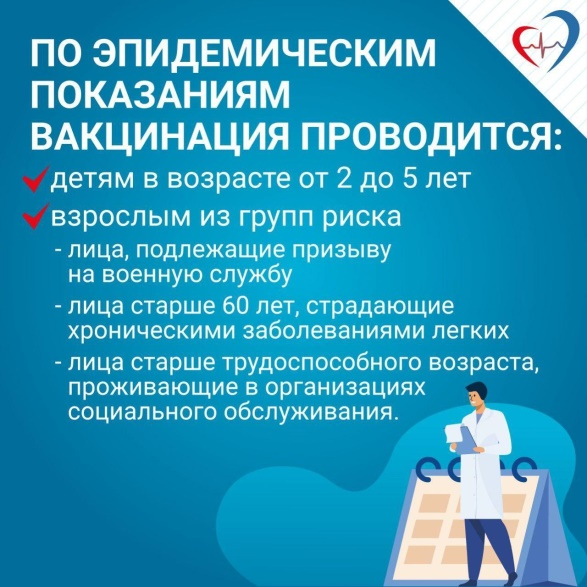 ПО ЭПИДЕМИЧЕСКИМ
ПОКАЗАНИЯМ
ВАКЦИНАЦИЯ ПРОВОДИТСЯ:
детям в возрасте от 2 до 5 лет
взрослым из групп риска
- лица, подлежащие призыву
на военную службу
- лица старше 60 лет, страдающие
хроническими заболеваниями легких
- лица старше трудоспособного возраста,
проживающие в организациях
социального обслуживания.